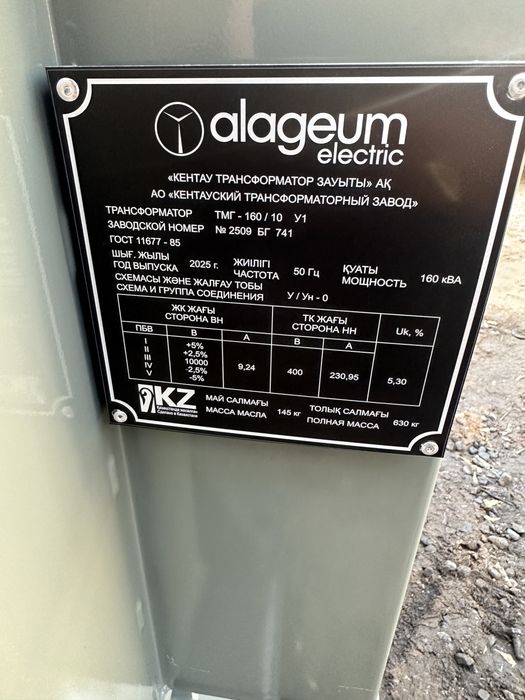 alageum
electric
«КЕНТАУ ТРАНСФОРМАТОР ЗАУЫТЫ» АҚ
АО «КЕНТАУСКИЙ ТРАНСФОРМАТОРНЫЙ ЗАВОД»
ТРАНСФОРМАТОР ТМГ - 160 / 10 У1
ЗАВОДСКОЙ НОМЕР № 2509 БГ 741
ГОСТ 11677 - 85
ШЫҒ. ЖЫЛЫ ЖИІЛІГІ ҚУАТЫ
ГОД ВЫПУСКА 2025 г. ЧАСТОТА 50 Гц МОЩНОСТЬ 160 кВА
СХЕМАСЫ ЖӘНЕ ЖАЛҒАУ ТОБЫ
СХЕМА И ГРУППА СОЕДИНЕНИЯ У / Ун - 0
ЖК ЖАҒЫ ТК ЖАҒЫ
СТОРОНА ВН СТОРОНА НН Uk, %
ПБВ В А В А
I +5%
II +2,5%
III 10000 9,24 400 230,95 5,30
IV -2,5%
V -5%
KZ
Қазақстанда жасалған
Сделано в Казахстане
МАЙ САЛМАҒЫ ТОЛЫҚ САЛМАҒЫ
МАССА МАСЛА 145 кг ПОЛНАЯ МАССА 630 кг